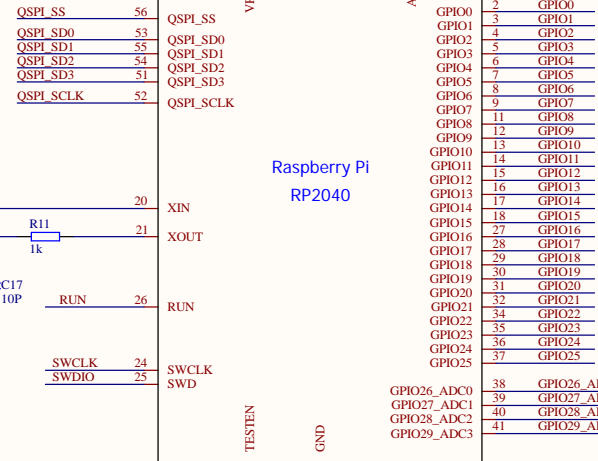 QSPI_SS 56 QSPI_SS
QSPI_SD0 53 QSPI_SD0
QSPI_SD1 55 QSPI_SD1
QSPI_SD2 54 QSPI_SD2
QSPI_SD3 51 QSPI_SD3
QSPI_SCLK 52 QSPI_SCLK
Raspberry Pi
RP2040
20 XIN
R11
1k
21 XOUT
C17
10P
RUN 26 RUN
SWCLK 24 SWCLK
SWDIO 25 SWD
TESTEN
GND
GPIO0 2 GPIO0
GPIO1 3 GPIO1
GPIO2 4 GPIO2
GPIO3 5 GPIO3
GPIO4 6 GPIO4
GPIO5 7 GPIO5
GPIO6 8 GPIO6
GPIO7 9 GPIO7
GPIO8 11 GPIO8
GPIO9 12 GPIO9
GPIO10 13 GPIO10
GPIO11 14 GPIO11
GPIO12 15 GPIO12
GPIO13 16 GPIO13
GPIO14 17 GPIO14
GPIO15 18 GPIO15
GPIO16 27 GPIO16
GPIO17 28 GPIO17
GPIO18 29 GPIO18
GPIO19 30 GPIO19
GPIO20 31 GPIO20
GPIO21 32 GPIO21
GPIO22 34 GPIO22
GPIO23 35 GPIO23
GPIO24 36 GPIO24
GPIO25 37 GPIO25
GPIO26_ADC0 38 GPIO26_A
GPIO27_ADC1 39 GPIO27_A
GPIO28_ADC2 40 GPIO28_A
GPIO29_ADC3 41 GPIO29_A